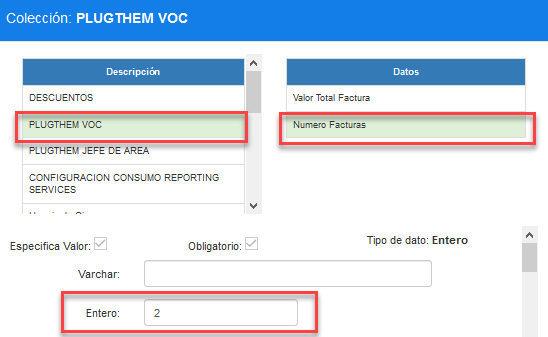 Colección: PLUGTHEM VOC
Descripción
DESCUENTOS
PLUGTHEM VOC
PLUGTHEM JEFE DE AREA
CONFIGURACION CONSUMO REPORTING
SERVICES
Datos
Valor Total Factura
Numero Facturas
Especifica Valor:
Obligatorio:
Tipo de dato: Entero
Varchar:
Entero: 2